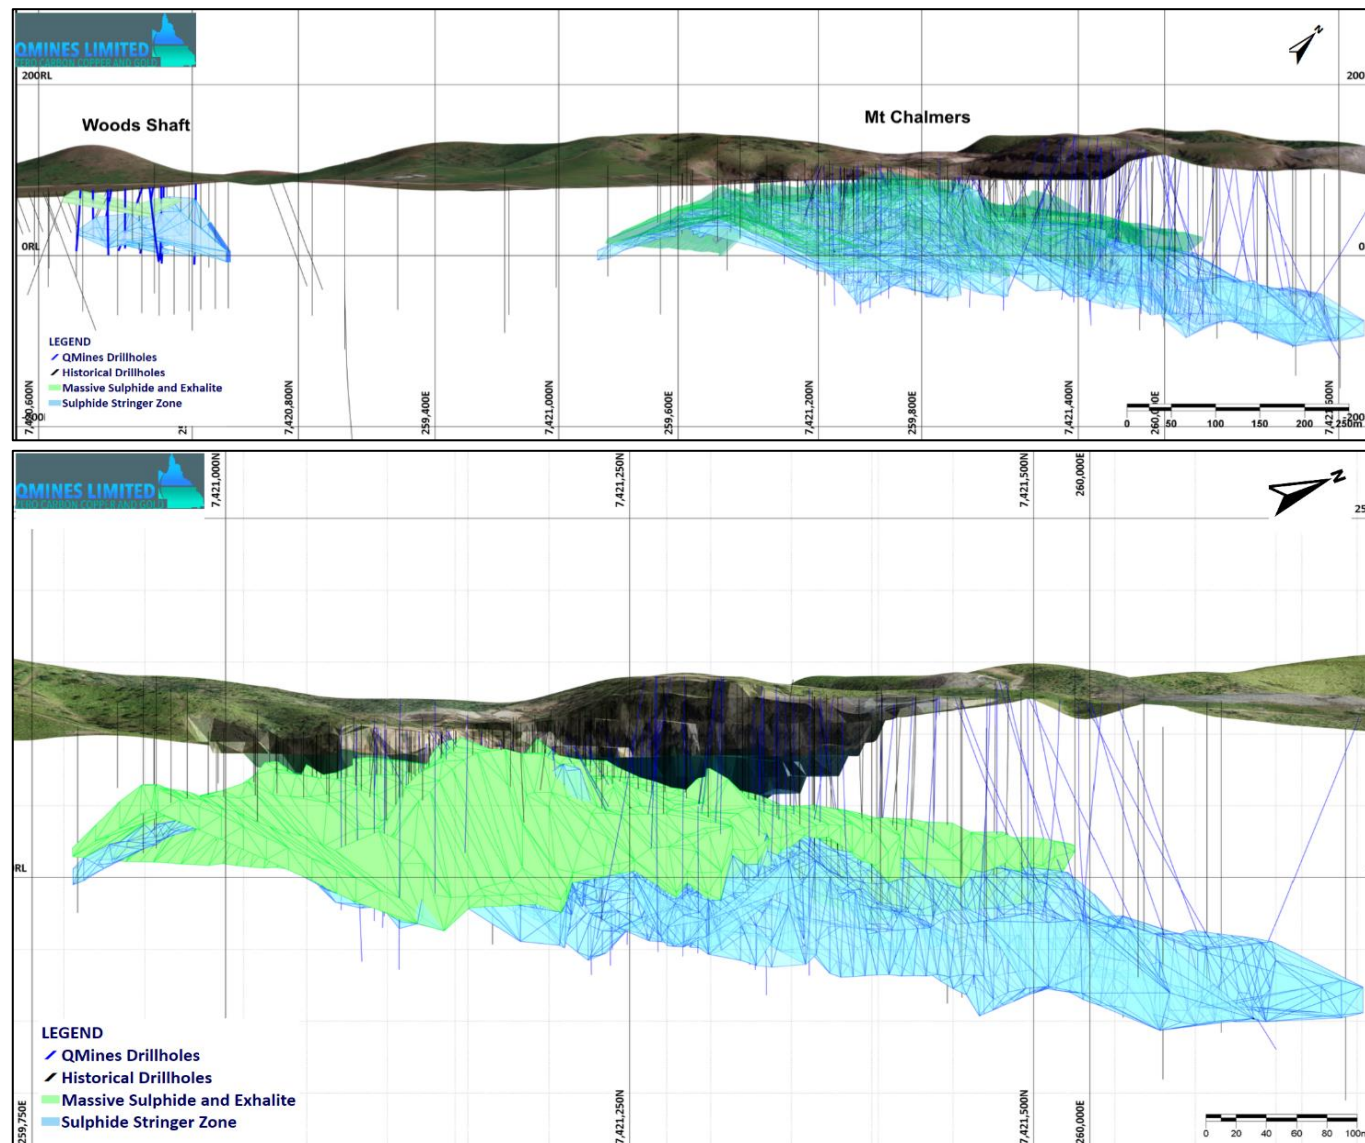 QMINES LIMITED
ZERO CARBON COPPER AND GOLD
200RL
200
Woods Shaft
Mt Chalmers
0RL
0
LEGEND
QMines Drillholes
Historical Drillholes
Massive Sulphide and Exhalite
Sulphide Stringer Zone
7,420,600N
7,420,800N
259,400E
7,421,000N
259,600E
7,421,200N
259,800E
7,421,400N
-200
0 50 100 150 200 250m
QMINES LIMITED
ZERO CARBON COPPER AND GOLD
7,421,000N
7,421,250N
7,421,500N
260,000E
N
25
RL
LEGEND
QMines Drillholes
Historical Drillholes
Massive Sulphide and Exhalite
Sulphide Stringer Zone
259,750E
7,421,250N
7,421,500N
260,000E
0 20 40 60 80 100m